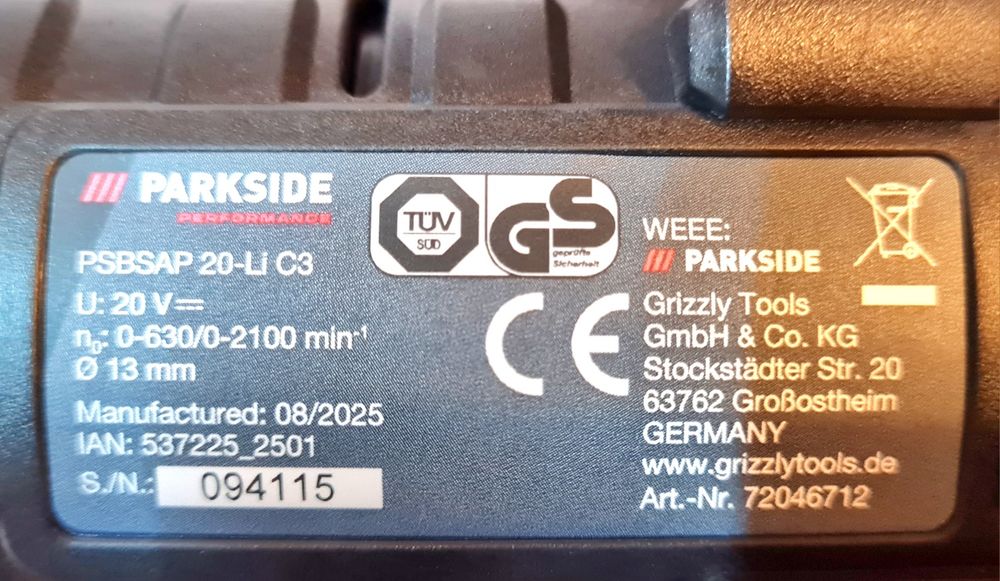 PARKSIDE
PERFORMANCE
PSBSAP 20-Li C3
U: 20 V⎓
n₀: 0-630/0-2100 min⁻¹
Ø 13 mm
Manufactured: 08/2025
IAN: 537225_2501
S./N.: 094115
TÜV
SÜD
GS
geprüfte
Sicherheit
CE
WEEE:
PARKSIDE
Grizzly Tools
GmbH & Co. KG
Stockstädter Str. 20
63762 Großostheim
GERMANY
www.grizzlytools.de
Art.-Nr. 72046712